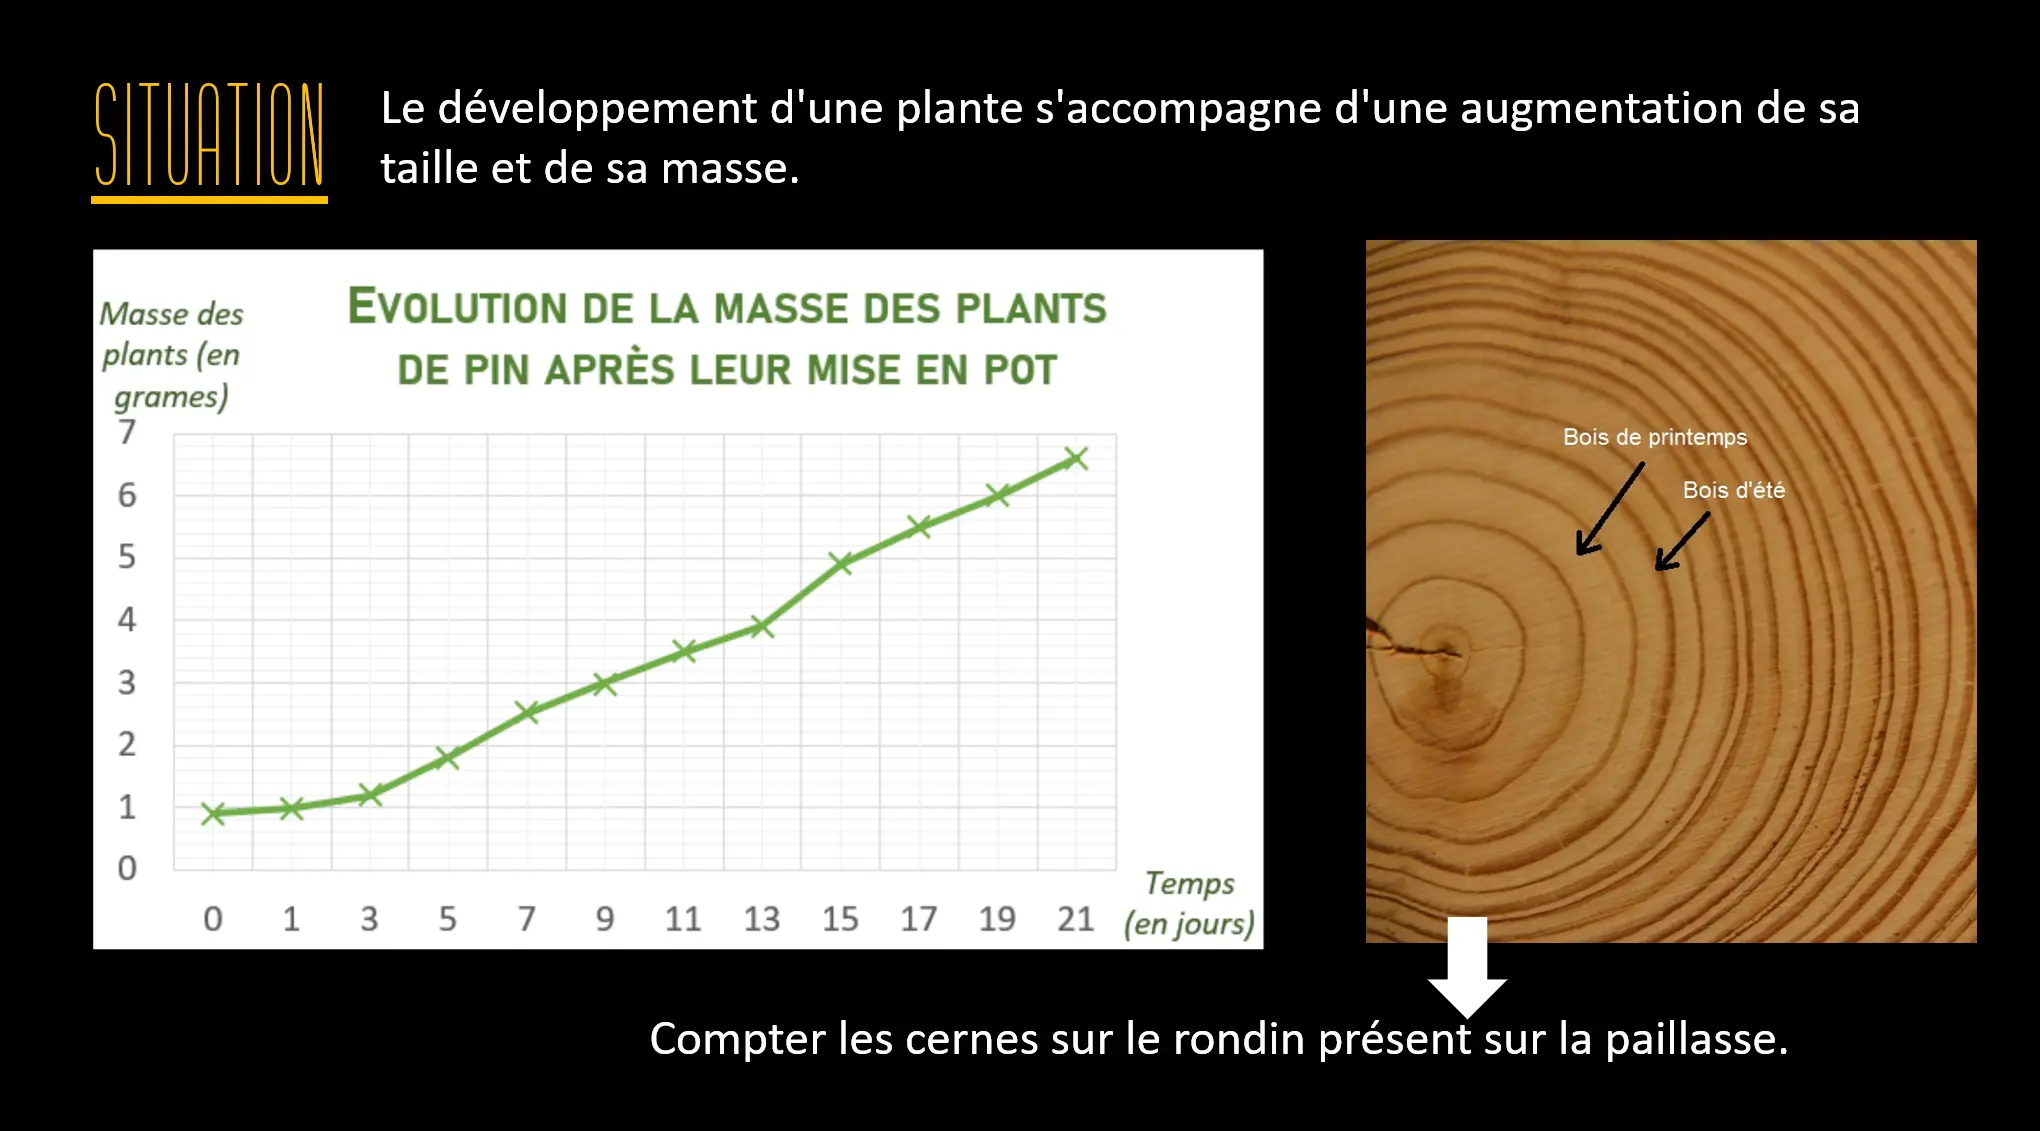 SITUATION
Le développement d'une plante s'accompagne d'une augmentation de sa
taille et de sa masse.
Masse des
plants (en
grames)
EVOLUTION DE LA MASSE DES PLANTS
DE PIN APRÈS LEUR MISE EN POT
7
6
5
4
3
2
1
0
0 1 3 5 7 9 11 13 15 17 19 21
Temps
(en jours)
Bois de printemps
Bois d'été
Compter les cernes sur le rondin présent sur la paillasse.